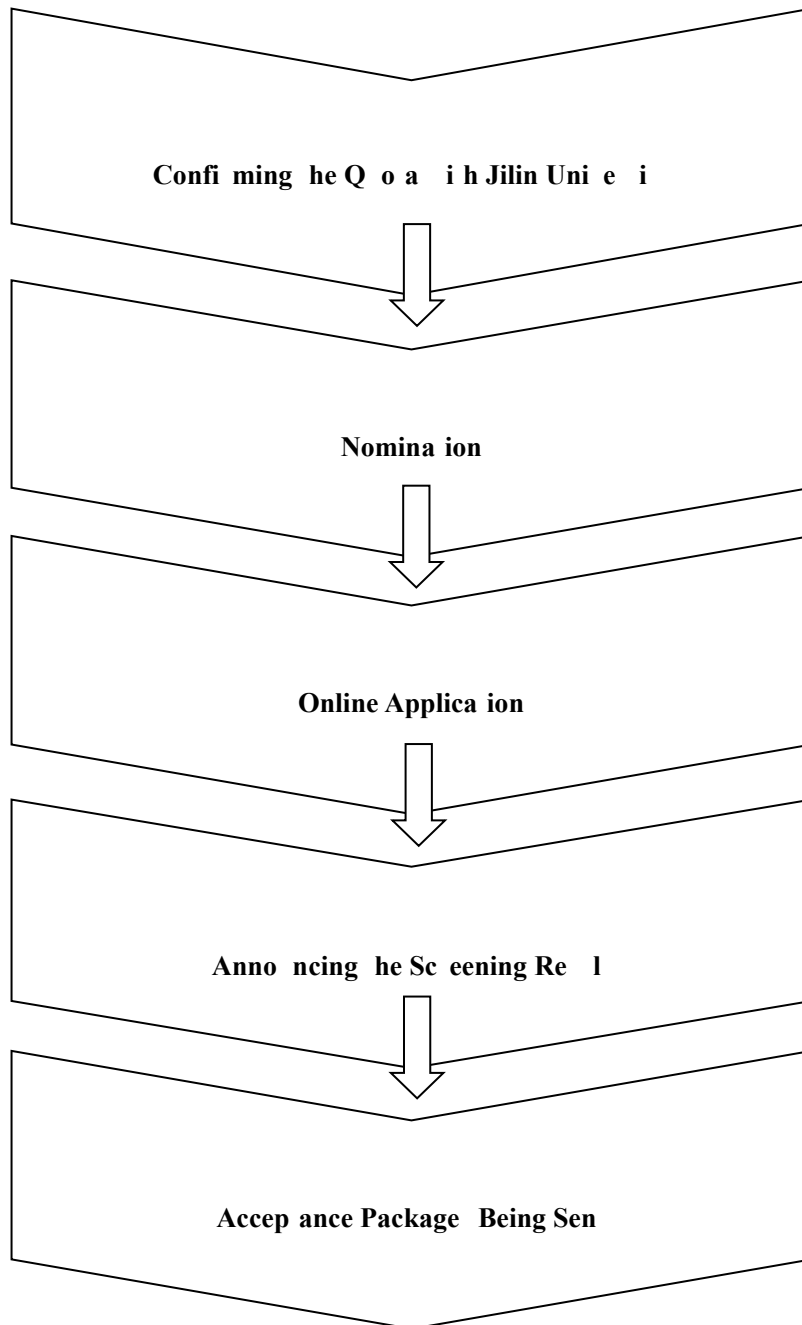 Confi ming he Q o a i h Jilin Uni e i
Nomina ion
Online Applica ion
Anno ncing he Sc eening Re l
Accep ance Package Being Sen